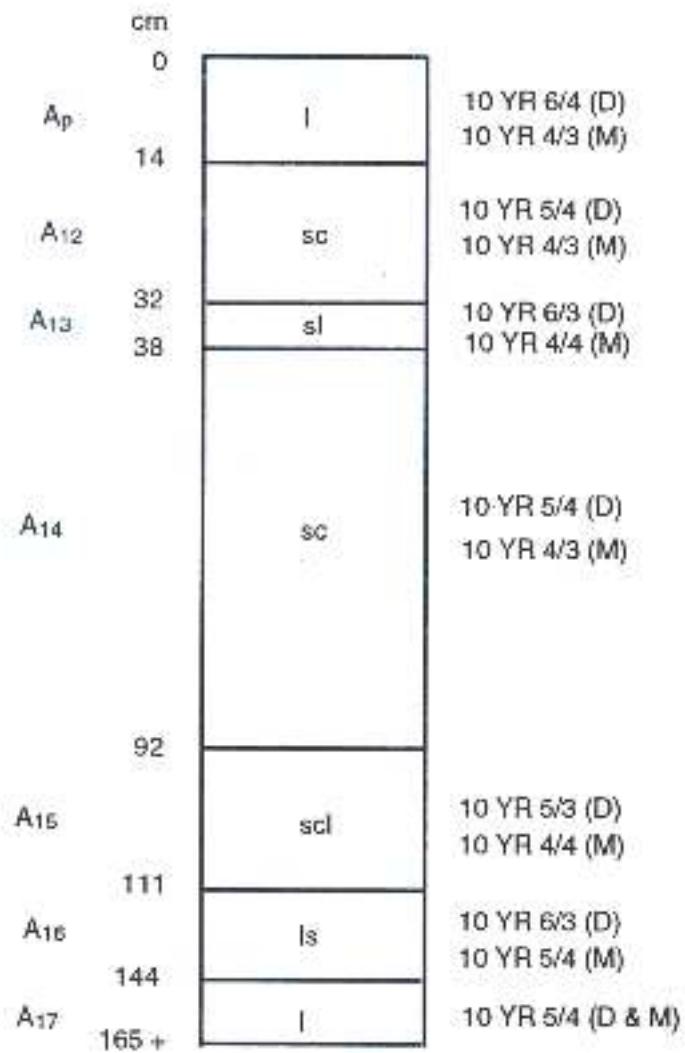 cm
0
Ap l 10 YR 6/4 (D)
10 YR 4/3 (M)
14
A12 sc 10 YR 5/4 (D)
10 YR 4/3 (M)
32
A13 sl 10 YR 6/3 (D)
38 10 YR 4/4 (M)
A14 sc 10 YR 5/4 (D)
10 YR 4/3 (M)
92
A15 scl 10 YR 5/3 (D)
10 YR 4/4 (M)
111
A16 ls 10 YR 6/3 (D)
10 YR 5/4 (M)
144
A17 l 10 YR 5/4 (D & M)
165 +